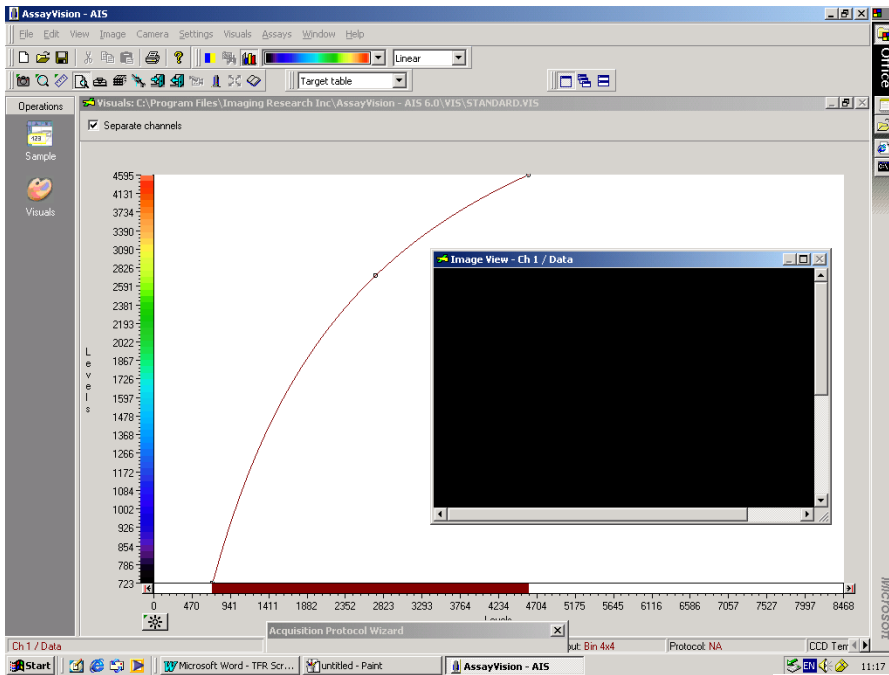 AssayVision - AIS
File Edit View Image Camera Settings Visuals Assays Window Help
Linear
Target table
Office
Operations
Sample
Visuals
Visuals: C:\Program Files\Imaging Research Inc\AssayVision - AIS 6.0\VIS\STANDARD.VIS
Separate channels
4595
4131
3734
3390
3090
2826
2591
2381
2193
2022
1867
1726
1597
1478
1368
1266
1172
1084
1002
926
854
786
723
Levels
Image View - Ch 1 / Data
0 470 941 1411 1882 2352 2823 3293 3764 4234 4704 5175 5645 6116 6586 7057 7527 7997 8468
Levels
Microsoft
Acquisition Protocol Wizard
Ch 1 / Data
put: Bin 4x4
Protocol: NA
CCD Tem
Start
Microsoft Word - TFR Scr...
untitled - Paint
AssayVision - AIS
EN
11:17